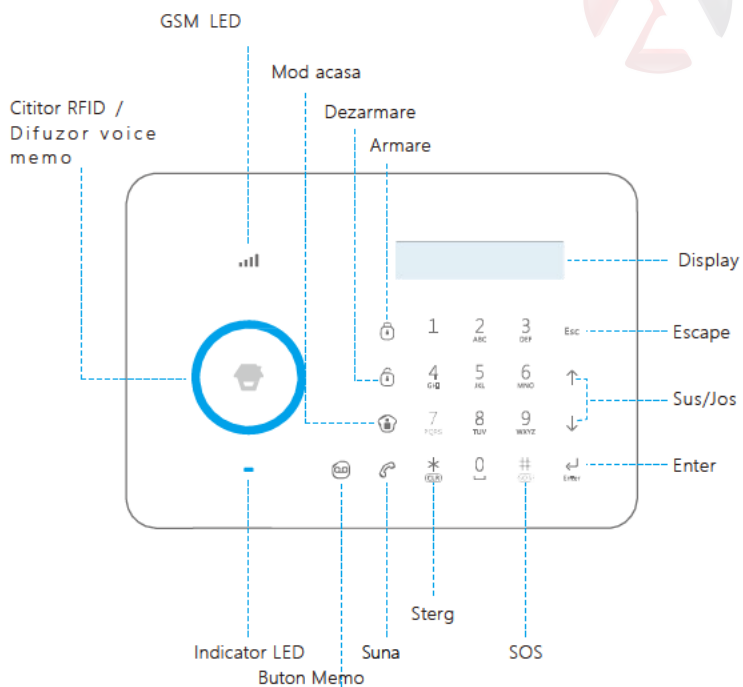 GSM LED
Mod acasa
Cititor RFID /
Difuzor voice
memo
Dezarmare
Armare
Display
1 2 3 Esc
ABC DEF
Escape
4 5 6
GHI JKL MNO
Sus/Jos
7 8 9
PQRS TUV WXYZ
* 0 #
CLR SOS Enter
Enter
Sterg
Indicator LED
Suna
SOS
Buton Memo